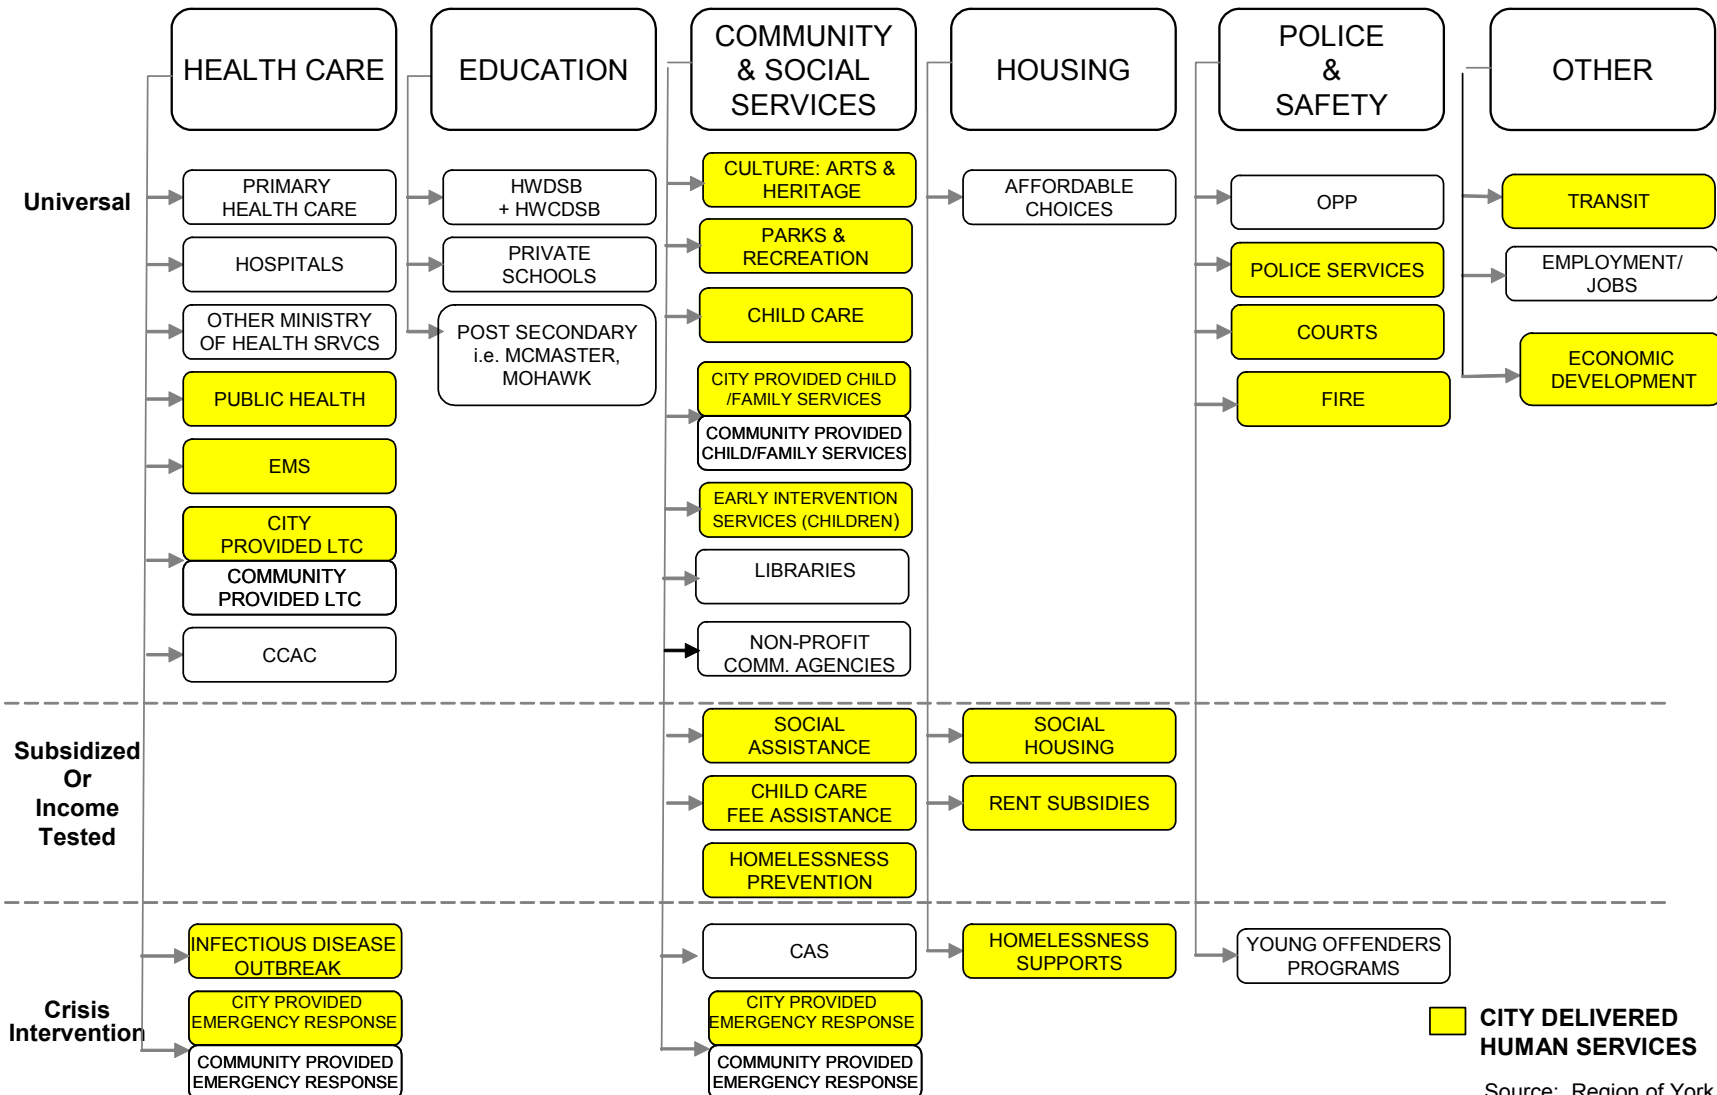 HEALTH CARE
EDUCATION
COMMUNITY
& SOCIAL
SERVICES
HOUSING
POLICE
&
SAFETY
OTHER
Universal
PRIMARY
HEALTH CARE
HOSPITALS
OTHER MINISTRY
OF HEALTH SRVCS
PUBLIC HEALTH
EMS
CITY
PROVIDED LTC
COMMUNITY
PROVIDED LTC
CCAC
HWDSB
+ HWCDSB
PRIVATE
SCHOOLS
POST SECONDARY
i.e. MCMASTER,
MOHAWK
CULTURE: ARTS &
HERITAGE
PARKS &
RECREATION
CHILD CARE
CITY PROVIDED CHILD
/FAMILY SERVICES
COMMUNITY PROVIDED
CHILD/FAMILY SERVICES
EARLY INTERVENTION
SERVICES (CHILDREN)
LIBRARIES
NON-PROFIT
COMM. AGENCIES
AFFORDABLE
CHOICES
OPP
POLICE SERVICES
COURTS
FIRE
TRANSIT
EMPLOYMENT/
JOBS
ECONOMIC
DEVELOPMENT
Subsidized
Or
Income
Tested
SOCIAL
ASSISTANCE
CHILD CARE
FEE ASSISTANCE
HOMELESSNESS
PREVENTION
SOCIAL
HOUSING
RENT SUBSIDIES
Crisis
Intervention
INFECTIOUS DISEASE
OUTBREAK
CITY PROVIDED
EMERGENCY RESPONSE
COMMUNITY PROVIDED
EMERGENCY RESPONSE
CAS
CITY PROVIDED
EMERGENCY RESPONSE
COMMUNITY PROVIDED
EMERGENCY RESPONSE
HOMELESSNESS
SUPPORTS
YOUNG OFFENDERS
PROGRAMS
CITY DELIVERED
HUMAN SERVICES
Source: Region of York